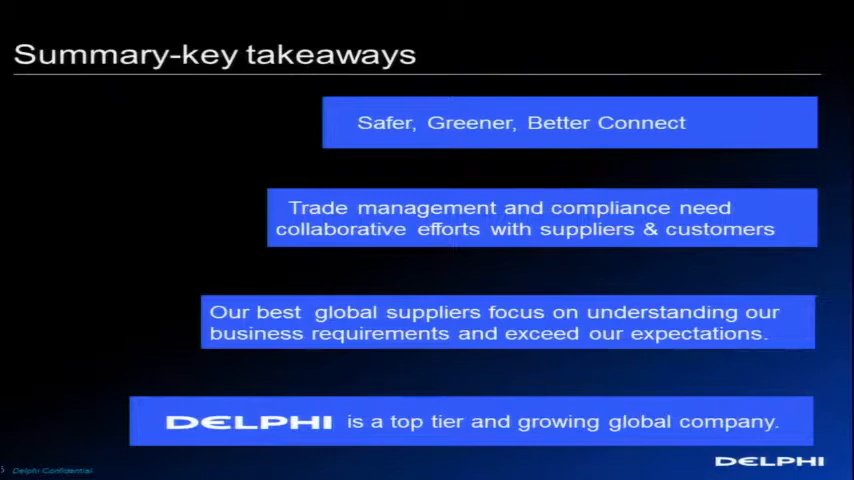 Summary-key takeaways
Safer, Greener, Better Connect
Trade management and compliance need
collaborative efforts with suppliers & customers
Our best global suppliers focus on understanding our
business requirements and exceed our expectations.
DELPHI is a top tier and growing global company.
5 Delphi Confidential
DELPHI